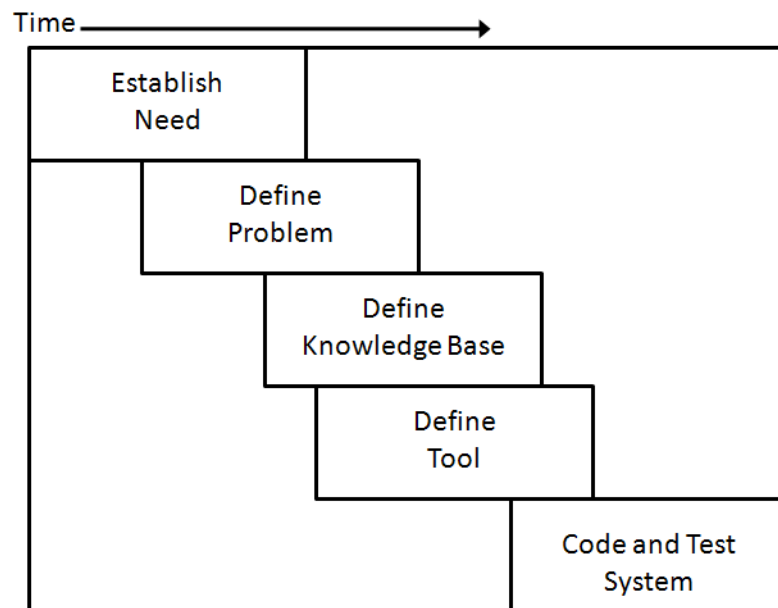 Time
Establish
Need
Define
Problem
Define
Knowledge Base
Define
Tool
Code and Test
System